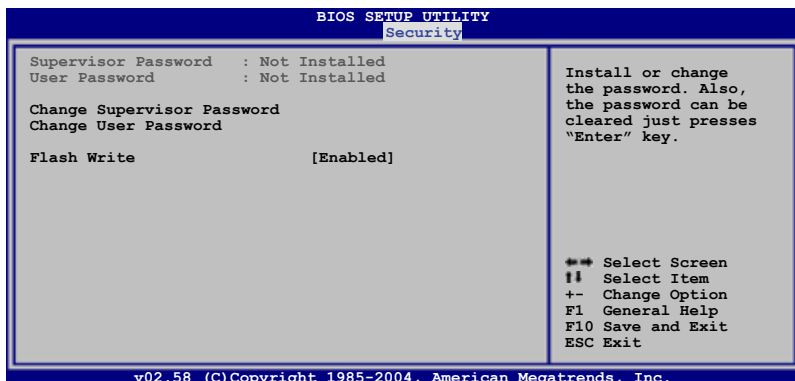 BIOS SETUP UTILITY
Security
Supervisor Password : Not Installed
User Password : Not Installed
Change Supervisor Password
Change User Password
Flash Write [Enabled]
Install or change
the password. Also,
the password can be
cleared just presses
“Enter” key.
Select Screen
Select Item
+- Change Option
F1 General Help
F10 Save and Exit
ESC Exit
v02.58 (C)Copyright 1985-2004, American Megatrends, Inc.